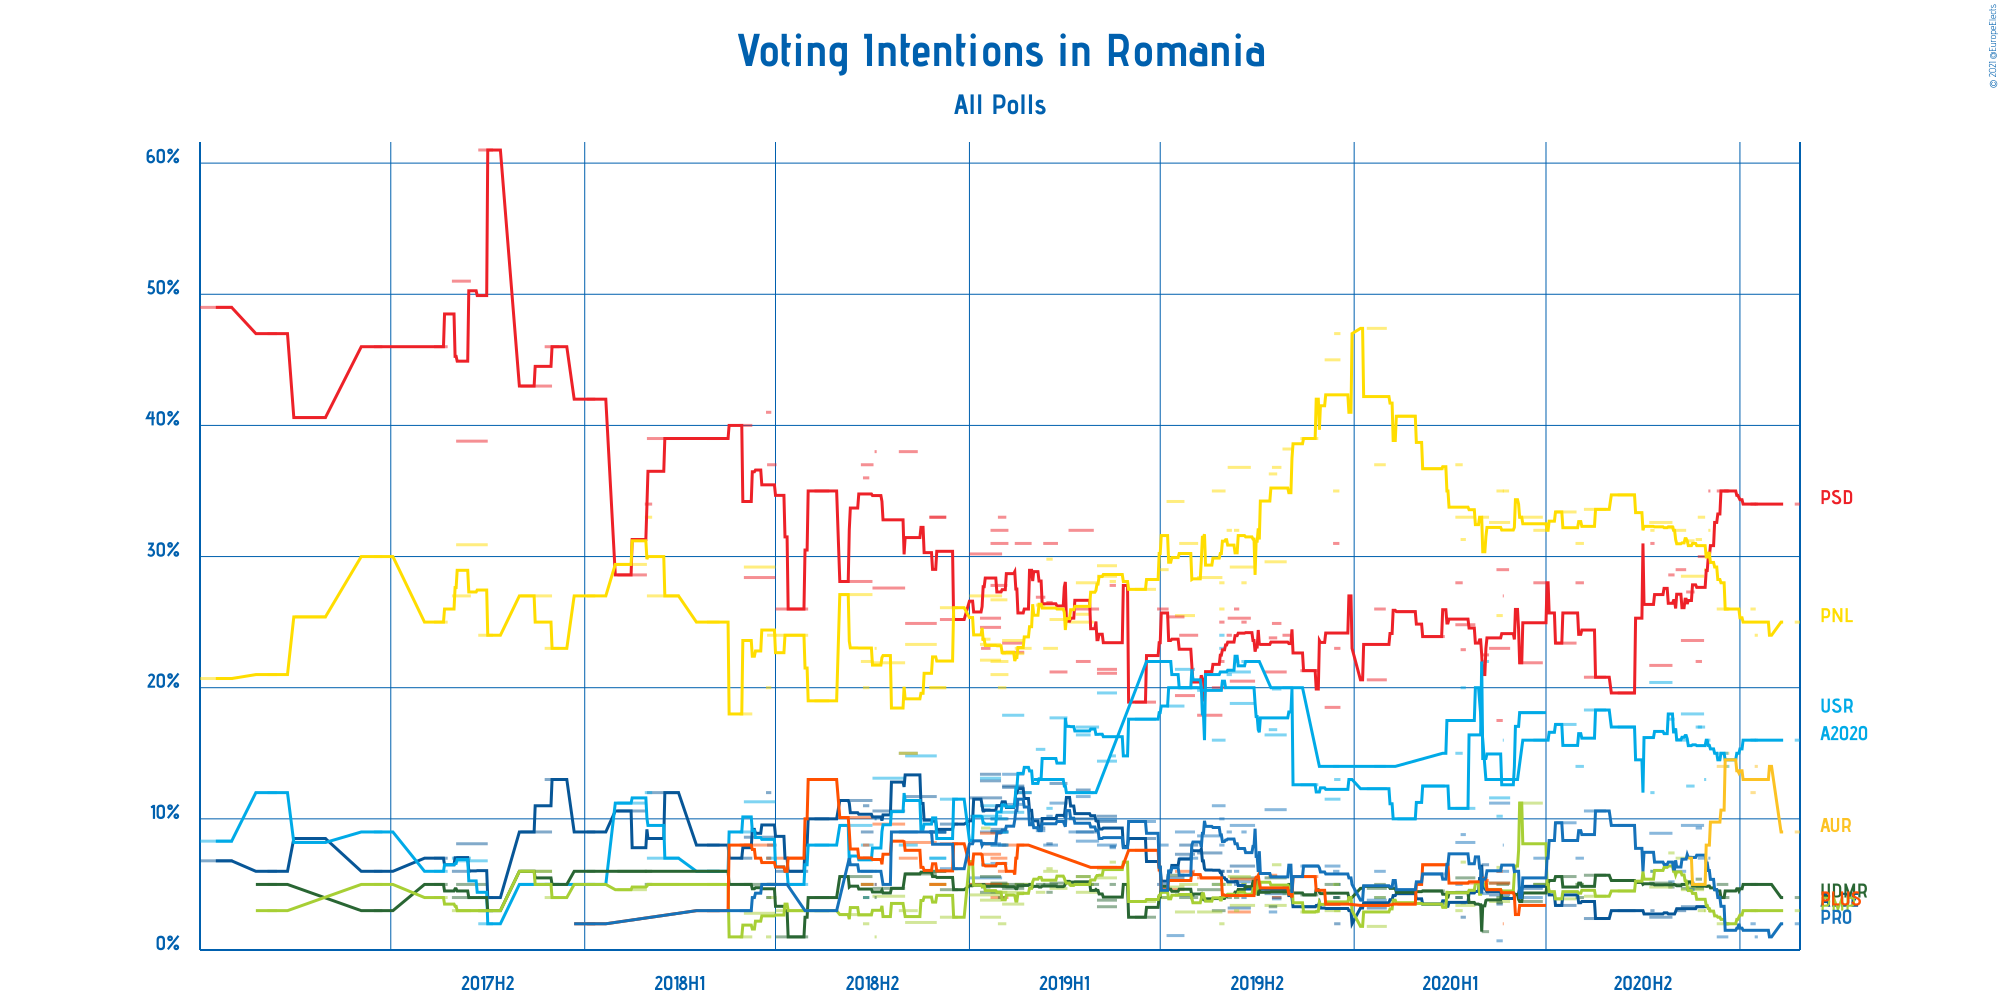 Voting Intentions in Romania
All Polls
© 2021 @EuropeElects
60%
50%
40%
30%
20%
10%
0%
PSD
PNL
USR
A2020
AUR
UDMR
PLUS
PRO
2017H2
2018H1
2018H2
2019H1
2019H2
2020H1
2020H2